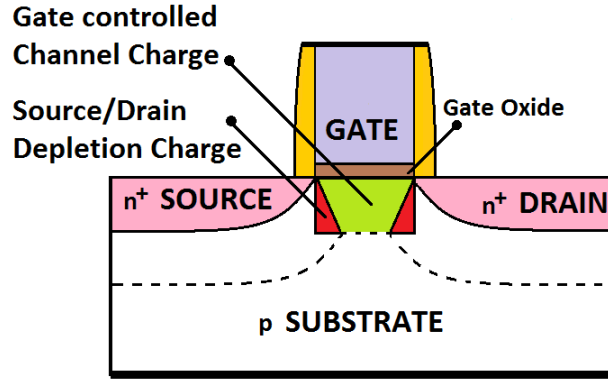 Gate controlled
Channel Charge
Source/Drain
Depletion Charge
GATE
Gate Oxide
n+ SOURCE
n+ DRAIN
p SUBSTRATE